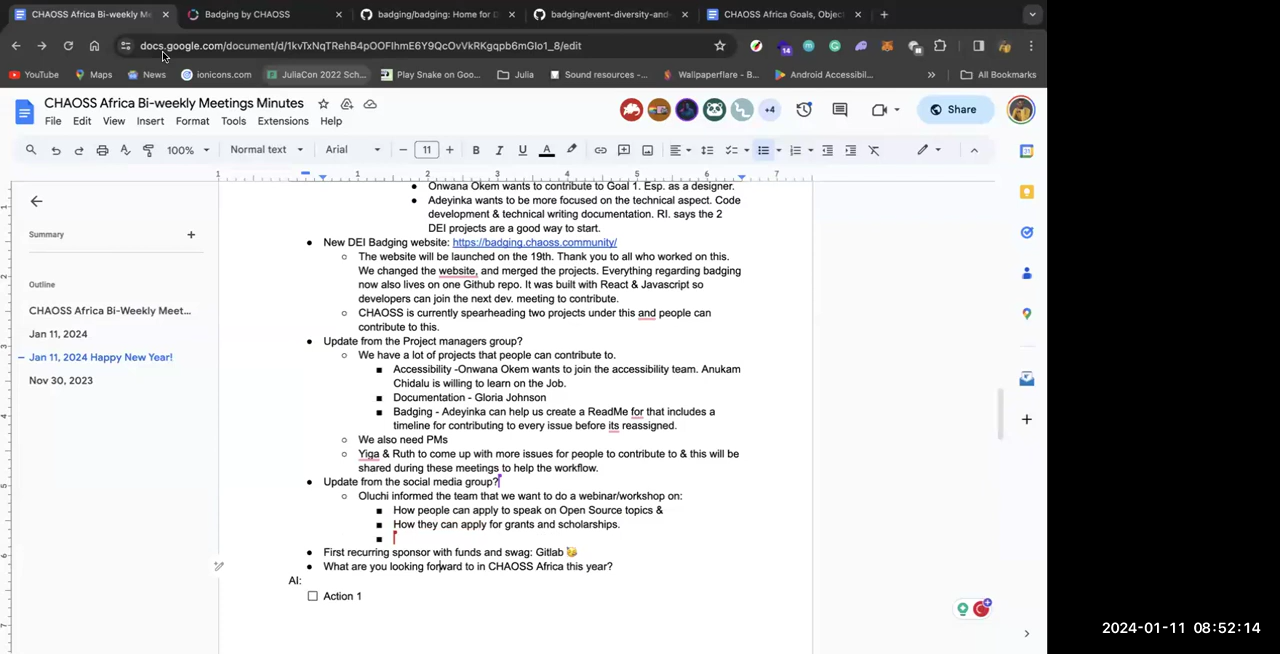 CHAOSS Africa Bi-weekly Me
Badging by CHAOSS
badging/badging: Home for D
badging/event-diversity-and-
CHAOSS Africa Goals, Object
docs.google.com/document/d/1kvTxNqTRehB4pOOFIhmE6Y9QcOvVkRKgqpb6mGIo1_8/edit
14
YouTube
Maps
News
ionicons.com
JuliaCon 2022 Sch...
Play Snake on Goo...
Julia
Sound resources -...
Wallpaperflare - B...
Android Accessibil...
»
All Bookmarks
CHAOSS Africa Bi-weekly Meetings Minutes
+4
Share
File Edit View Insert Format Tools Extensions Help
100% Normal text Arial − 11 + B I U A
1 1 2 3 4 5 6 7
Summary
Outline
CHAOSS Africa Bi-Weekly Meet...
Jan 11, 2024
Jan 11, 2024 Happy New Year!
Nov 30, 2023
1
2
3
4
5
6
7
● Onwana Okem wants to contribute to Goal 1. Esp. as a designer.
● Adeyinka wants to be more focused on the technical aspect. Code
development & technical writing documentation. RI. says the 2
DEI projects are a good way to start.
● New DEI Badging website: https://badging.chaoss.community/
○ The website will be launched on the 19th. Thank you to all who worked on this.
We changed the website, and merged the projects. Everything regarding badging
now also lives on one Github repo. It was built with React & Javascript so
developers can join the next dev. meeting to contribute.
○ CHAOSS is currently spearheading two projects under this and people can
contribute to this.
● Update from the Project managers group?
○ We have a lot of projects that people can contribute to.
■ Accessibility -Onwana Okem wants to join the accessibility team. Anukam
Chidalu is willing to learn on the Job.
■ Documentation - Gloria Johnson
■ Badging - Adeyinka can help us create a ReadMe for that includes a
timeline for contributing to every issue before its reassigned.
○ We also need PMs
○ Yiga & Ruth to come up with more issues for people to contribute to & this will be
shared during these meetings to help the workflow.
● Update from the social media group?
○ Oluchi informed the team that we want to do a webinar/workshop on:
■ How people can apply to speak on Open Source topics &
■ How they can apply for grants and scholarships.
■
● First recurring sponsor with funds and swag: Gitlab 🥳
● What are you looking forward to in CHAOSS Africa this year?
AI:
☐ Action 1
2024-01-11 08:52:14